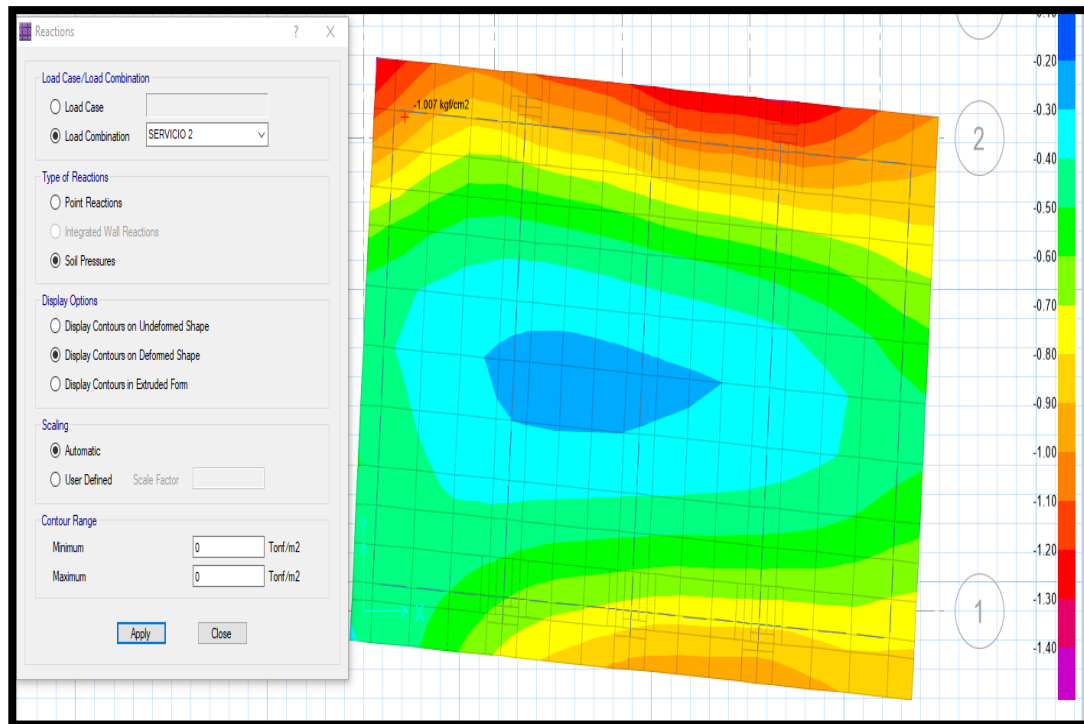 Reactions
? X
Load Case/Load Combination
Load Case
Load Combination SERVICIO 2
Type of Reactions
Point Reactions
Integrated Wall Reactions
Soil Pressures
Display Options
Display Contours on Undeformed Shape
Display Contours on Deformed Shape
Display Contours in Extruded Form
Scaling
Automatic
User Defined Scale Factor
Contour Range
Minimum 0 Tonf/m2
Maximum 0 Tonf/m2
Apply Close
-1.007 kgf/cm2
Y
X
2
1
-0.20
-0.30
-0.40
-0.50
-0.60
-0.70
-0.80
-0.90
-1.00
-1.10
-1.20
-1.30
-1.40